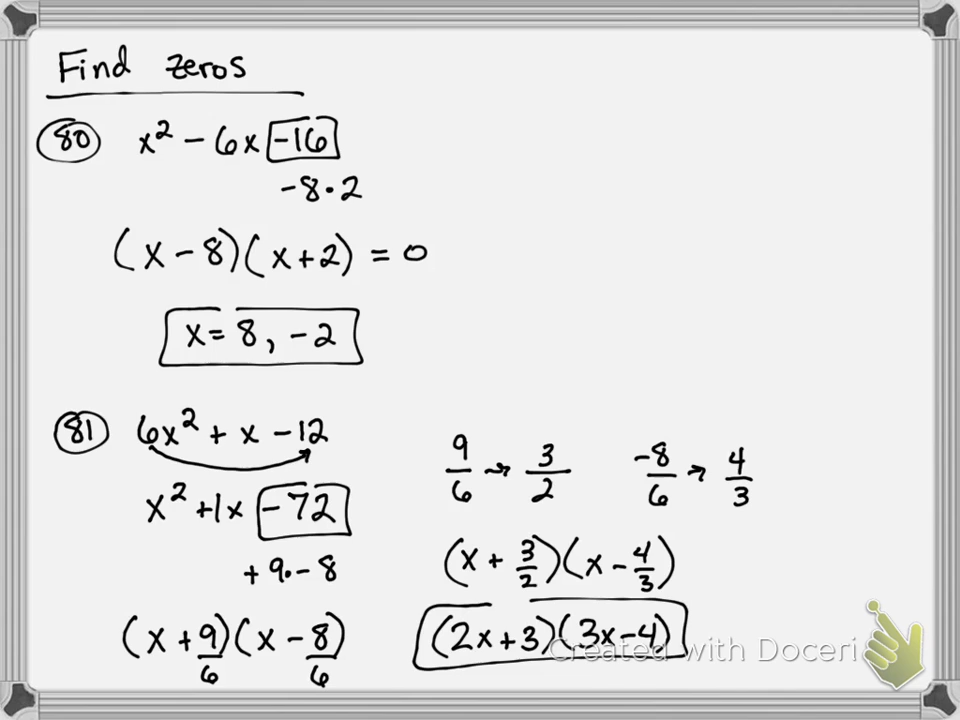 Find zeros
80 x² - 6x -16
-8·2
(x - 8)(x + 2) = 0
x = 8, -2
81 6x² + x - 12
x² + 1x - 72
+9·-8
(x + 9/6)(x - 8/6)
9/6 → 3/2 -8/6 → 4/3
(x + 3/2)(x - 4/3)
(2x + 3)(3x - 4)
Created with Doceri